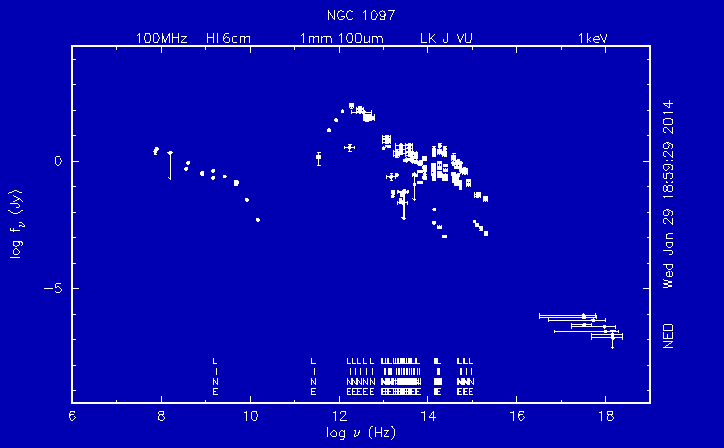 NGC 1097
100MHz HI 6cm 1mm 100um LK J VU 1keV
0
−5
log fν (Jy)
L
I
N
E
6 8 10 12 14 16 18
log ν (Hz)
NED Wed Jan 29 18:59:29 2014